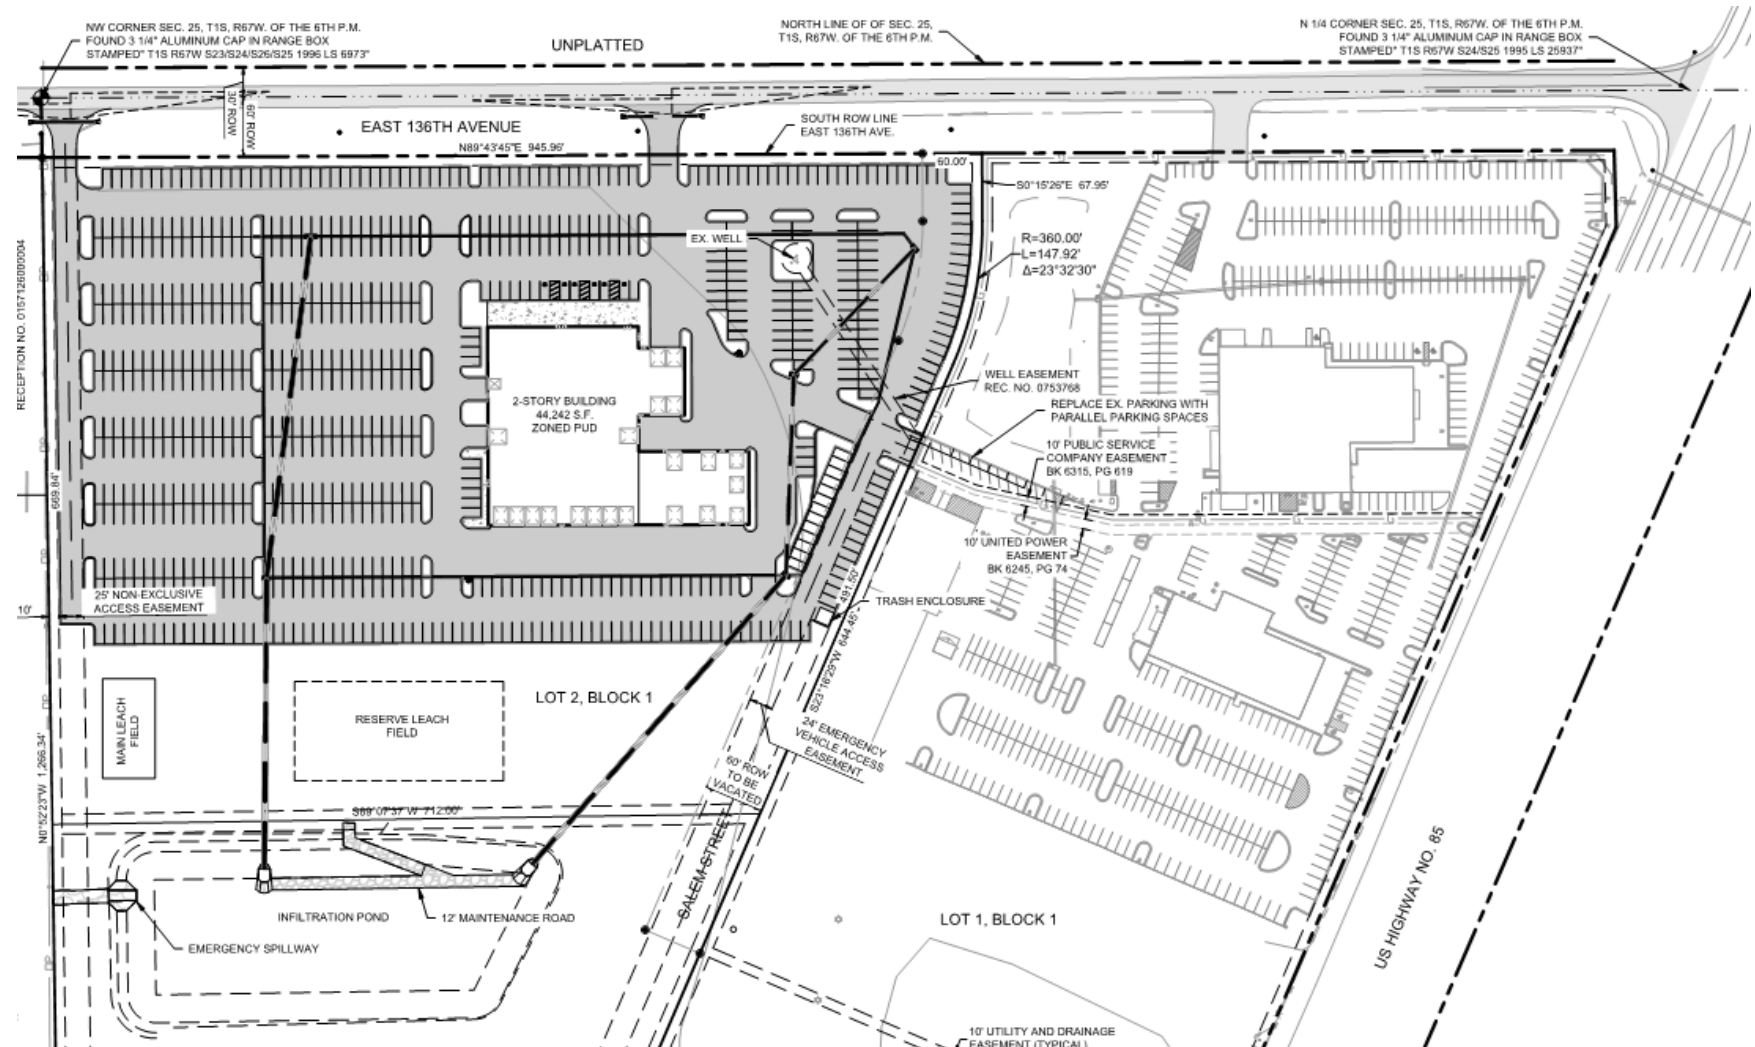 NW CORNER SEC. 25, T1S, R67W. OF THE 6TH P.M.
FOUND 3 1/4" ALUMINUM CAP IN RANGE BOX
STAMPED" T1S R67W S23/S24/S26/S25 1996 LS 6973"
UNPLATTED
NORTH LINE OF OF SEC. 25,
T1S, R67W. OF THE 6TH P.M.
N 1/4 CORNER SEC. 25, T1S, R67W. OF THE 6TH P.M.
FOUND 3 1/4" ALUMINUM CAP IN RANGE BOX
STAMPED" T1S R67W S24/S25 1995 LS 25937"
30' ROW
60' ROW
EAST 136TH AVENUE
SOUTH ROW LINE
EAST 136TH AVE.
N89°43'45"E 945.96'
60.00'
S0°15'26"E 67.95'
R=360.00'
L=147.92'
Δ=23°32'30"
EX. WELL
RECEPTION NO. 0157126000004
2-STORY BUILDING
44,242 S.F.
ZONED PUD
WELL EASEMENT
REC. NO. 0753768
REPLACE EX. PARKING WITH
PARALLEL PARKING SPACES
10' PUBLIC SERVICE
COMPANY EASEMENT
BK 6315, PG 619
669.84'
10' UNITED POWER
EASEMENT
BK 6245, PG 74
25' NON-EXCLUSIVE
ACCESS EASEMENT
10'
491.50'
TRASH ENCLOSURE
S23°16'29"W 644.45'
LOT 2, BLOCK 1
MAIN LEACH
FIELD
RESERVE LEACH
FIELD
24' EMERGENCY
VEHICLE ACCESS
EASEMENT
60' ROW
TO BE
VACATED
N0°52'23"W 1,266.34'
S89°07'37"W 712.00'
SALEM STREET
INFILTRATION POND
12' MAINTENANCE ROAD
EMERGENCY SPILLWAY
LOT 1, BLOCK 1
US HIGHWAY NO. 85
10' UTILITY AND DRAINAGE
EASEMENT (TYPICAL)